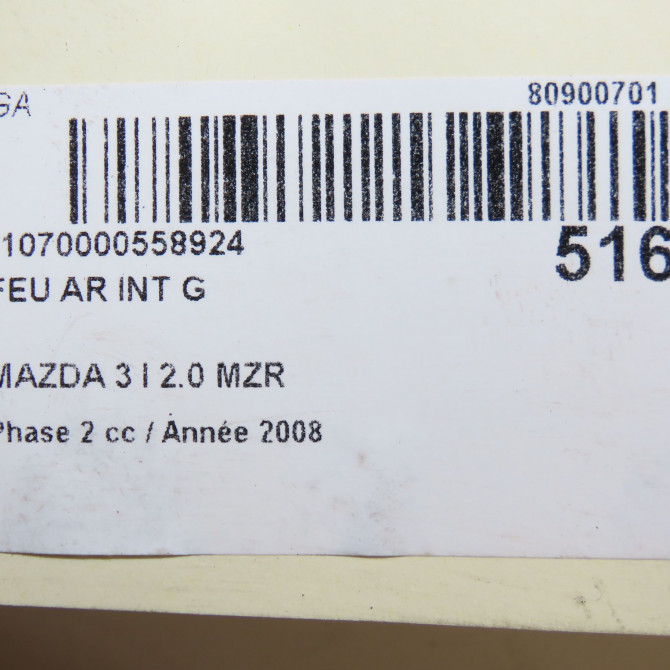 GA 80900701
1070000558924
516
FEU AR INT G
MAZDA 3 I 2.0 MZR
Phase 2 cc / Année 2008